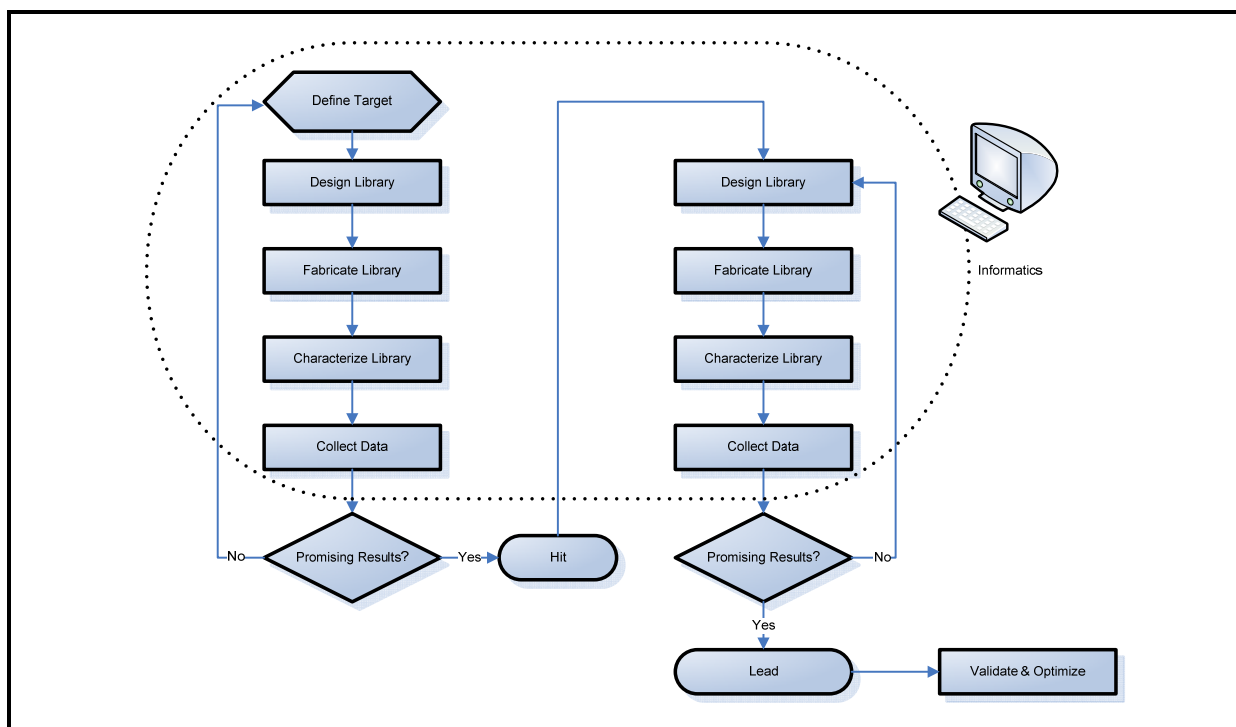 Define Target
Design Library
Fabricate Library
Characterize Library
Collect Data
Promising Results?
No
Yes
Hit
Design Library
Fabricate Library
Characterize Library
Collect Data
Promising Results?
No
Yes
Lead
Validate & Optimize
Informatics